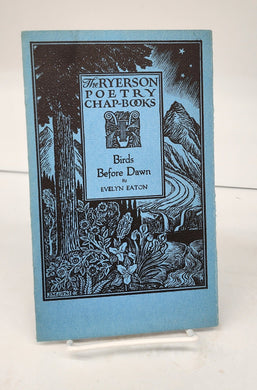 The RYERSON
POETRY
CHAP-BOOKS
Birds
Before Dawn
By
EVELYN EATON